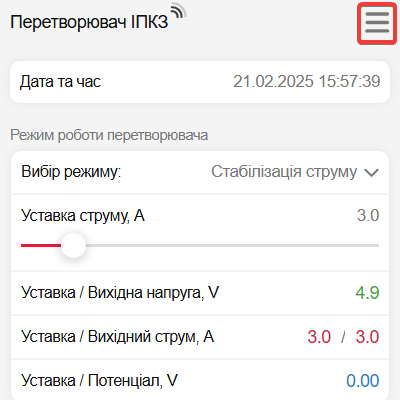 Перетворювач ІПКЗ
Дата та час 21.02.2025 15:57:39
Режим роботи перетворювача
Вибір режиму: Стабілізація струму
Уставка струму, А 3.0
Уставка / Вихідна напруга, V 4.9
Уставка / Вихідний струм, А 3.0 / 3.0
Уставка / Потенціал, V 0.00